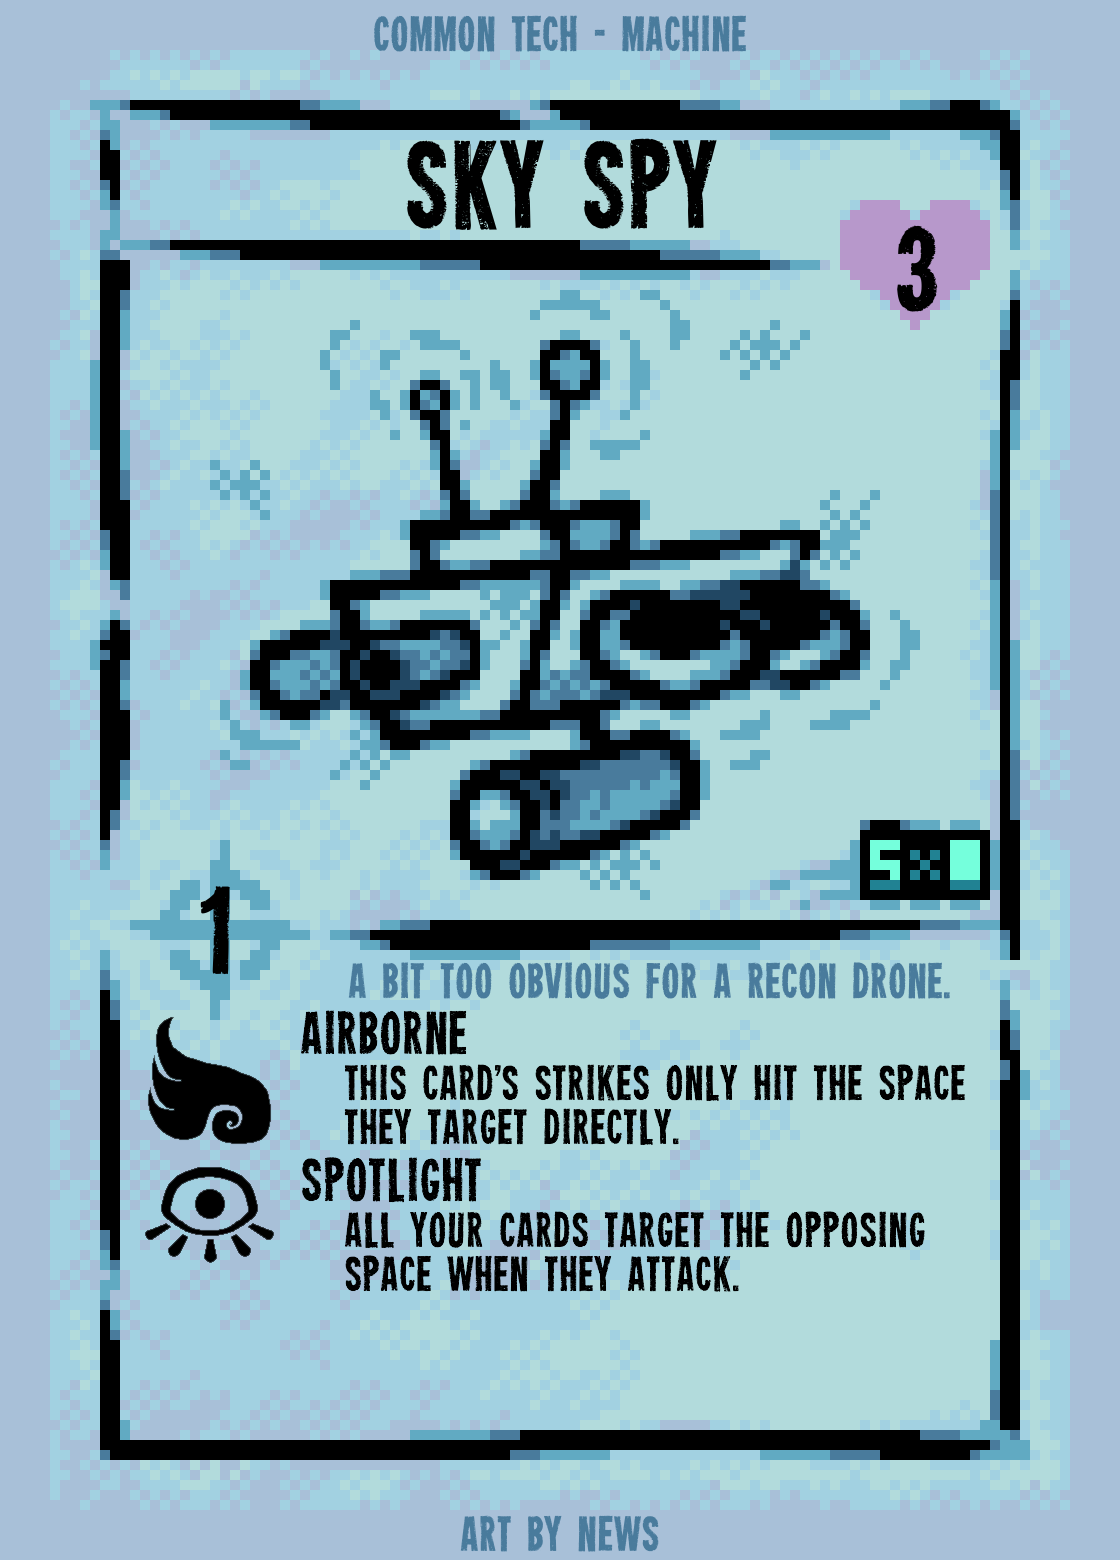 COMMON TECH - MACHINE
SKY SPY
3
5×
1
A BIT TOO OBVIOUS FOR A RECON DRONE.
AIRBORNE
THIS CARD'S STRIKES ONLY HIT THE SPACE
THEY TARGET DIRECTLY.
SPOTLIGHT
ALL YOUR CARDS TARGET THE OPPOSING
SPACE WHEN THEY ATTACK.
ART BY NEWS